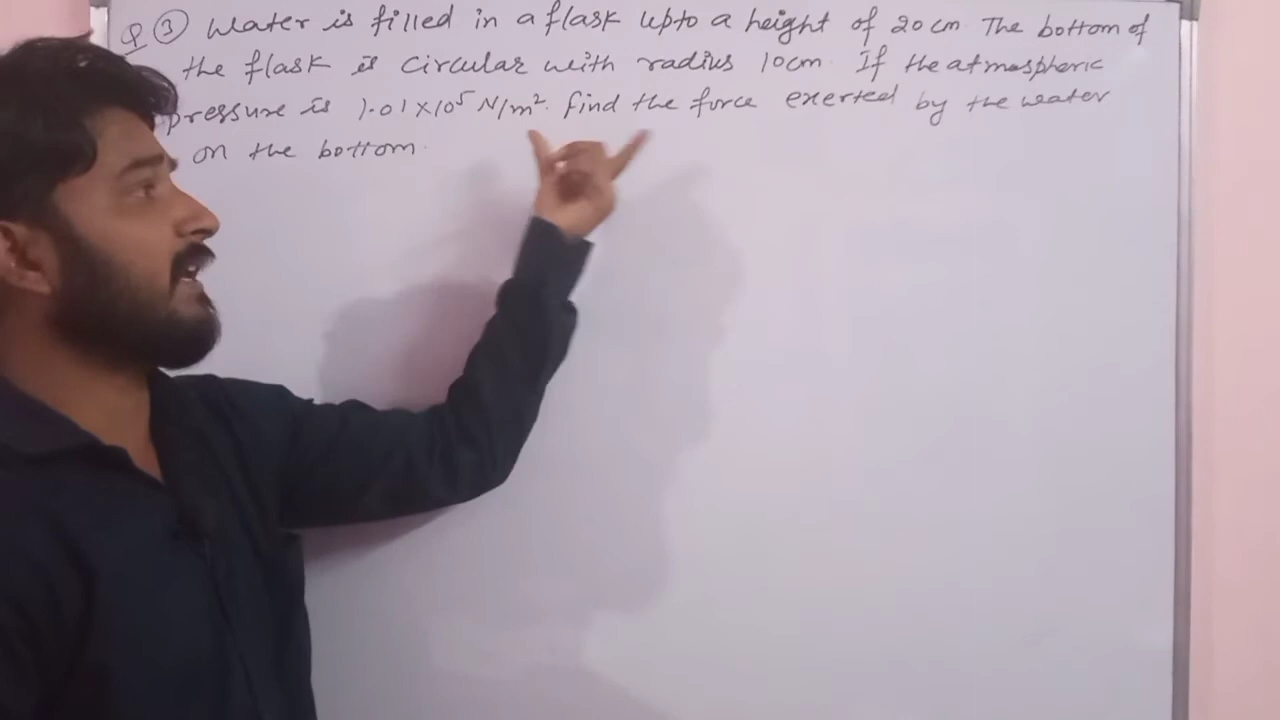 Q ③ Water is filled in a flask upto a height of 20 cm. The bottom of
the flask is circular with radius 10cm. If the atmospheric
pressure is 1.01×10⁵ N/m². find the force exerted by the water
on the bottom.